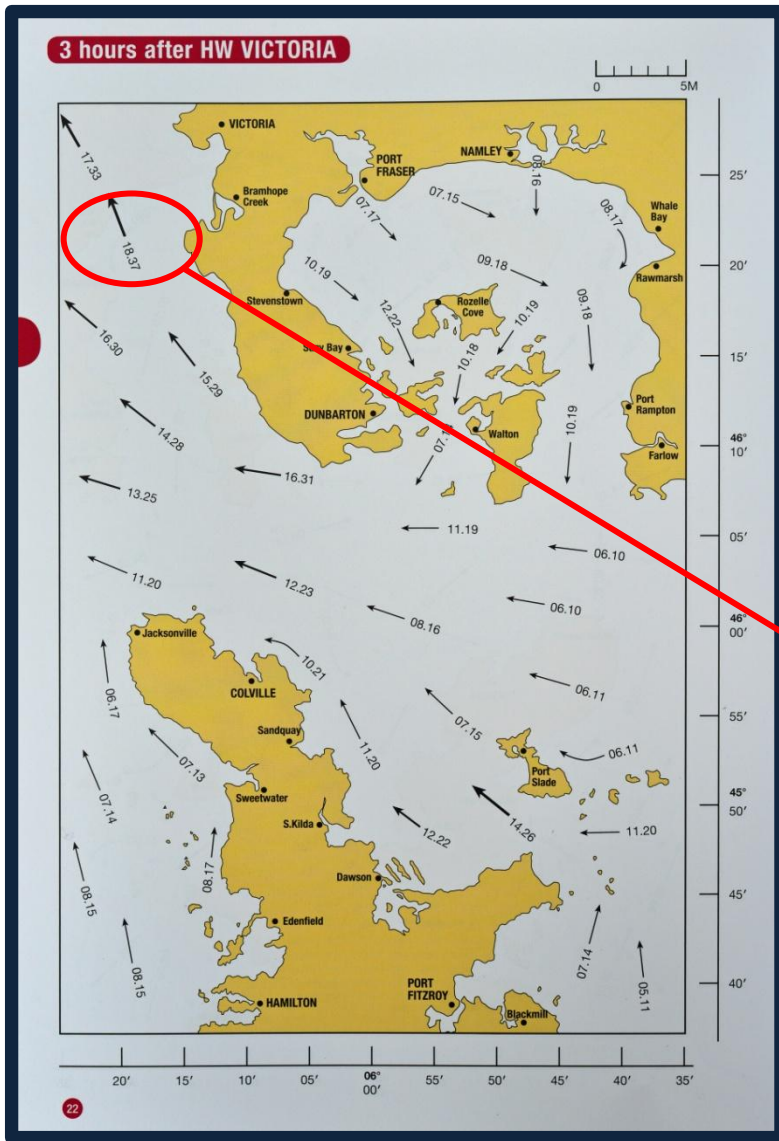 3 hours after HW VICTORIA
0 5M
VICTORIA
17.33
PORT
FRASER
NAMLEY
08.16
25′
Bramhope
Creek
07.17
07.15
08.17
Whale
Bay
18.37
10.19
09.18
20′
Rawmarsh
Stevenstown
12.22
Rozelle
Cove
10.19
09.18
16.30
15.29
10.18
15′
DUNBARTON
Port
Rampton
14.28
Walton
10.19
46°
10′
Farlow
16.31
13.25
11.19
05′
06.10
11.20
12.23
06.10
08.16
46°
00′
Jacksonville
10.21
06.17
COLVILLE
06.11
07.15
55′
Sandquay
11.20
06.11
07.13
Port
Slade
07.14
Sweetwater
45°
50′
S.Kilda
12.22
14.26
11.20
08.17
Dawson
08.15
45′
Edenfield
08.15
07.14
05.11
40′
HAMILTON
PORT
FITZROY
Blackmill
20′ 15′ 10′ 05′ 06° 55′ 50′ 45′ 40′ 35′
00′
22